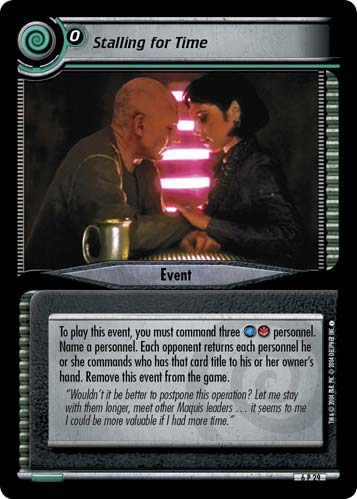 0
Stalling for Time
Event
To play this event, you must command three personnel.
Name a personnel. Each opponent returns each personnel he
or she commands who has that card title to his or her owner's
hand. Remove this event from the game.
"Wouldn't it be better to postpone this operation? Let me stay
with them longer, meet other Maquis leaders … it seems to me
I could be more valuable if I had more time."
6 P 20